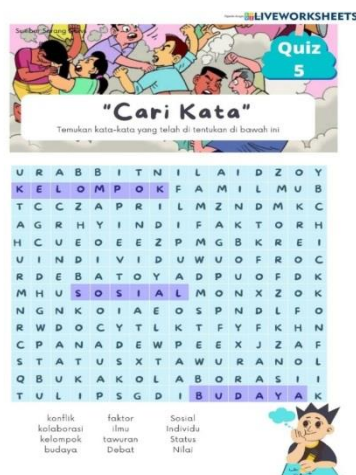 LIVEWORKSHEETS
Quiz
5
"Cari Kata"
Temukan kata-kata yang telah di tentukan di bawah ini
U R A B B I T N I L A I D Z O Y
K E L O M P O K F A M I L M U B
T C C Z A P R I L M Z N D M K C
A G R H Y I N D I F A K T O R H
H C U E O E E Z P M G B K R E I
U I N D I V I D U W U O F R O C
R D E B A T O Y A D P U O F D K
M H U S O S I A L M O N X Z O K
N G N K O I A E O S P N D L F O
R W D O C Y T L K T F Y F K H N
C P A N A D E W P E E X J Z A F
S T A T U S X T A W U R A N O L
Q B U K A K O L A B O R A S I I
T U L I P S G D I B U D A Y A K
konflik faktor Sosial
kolaborasi ilmu Individu
kelompok tawuran Status
budaya Debat Nilai